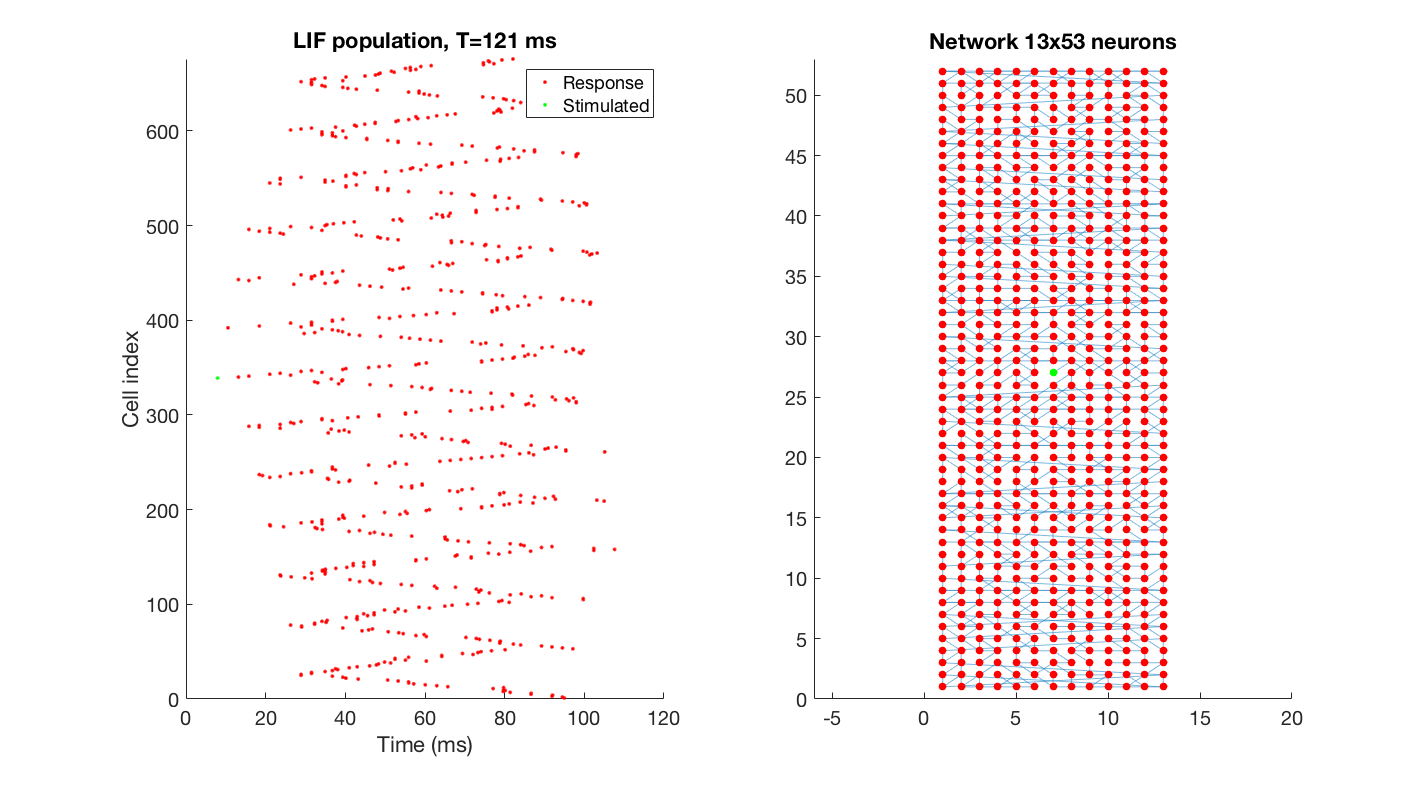 LIF population, T=121 ms
Response
Stimulated
600
500
400
300
200
100
0
Cell index
0 20 40 60 80 100 120
Time (ms)
Network 13x53 neurons
50
45
40
35
30
25
20
15
10
5
0
-5 0 5 10 15 20